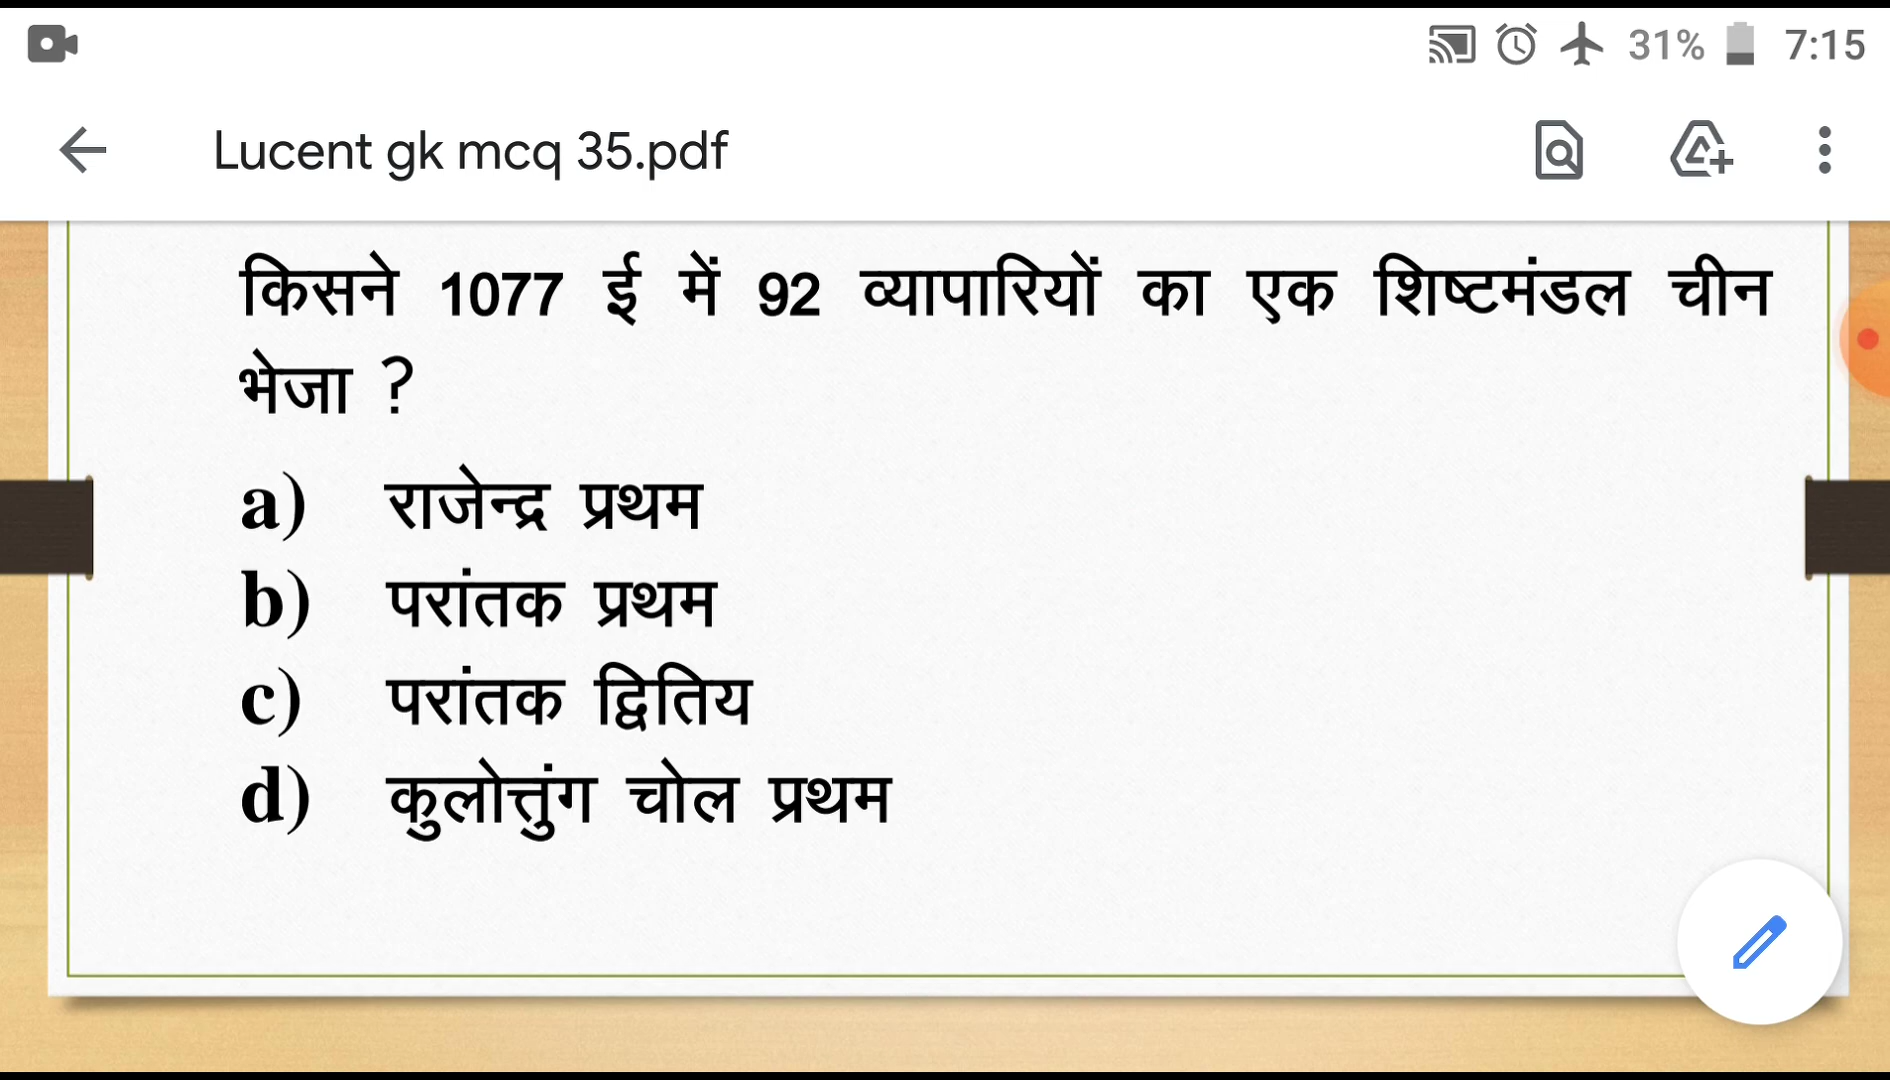 31% 7:15
Lucent gk mcq 35.pdf
किसने 1077 ई में 92 व्यापारियों का एक शिष्टमंडल चीन
भेजा ?
a) राजेन्द्र प्रथम
b) परांतक प्रथम
c) परांतक द्वितिय
d) कुलोत्तुंग चोल प्रथम